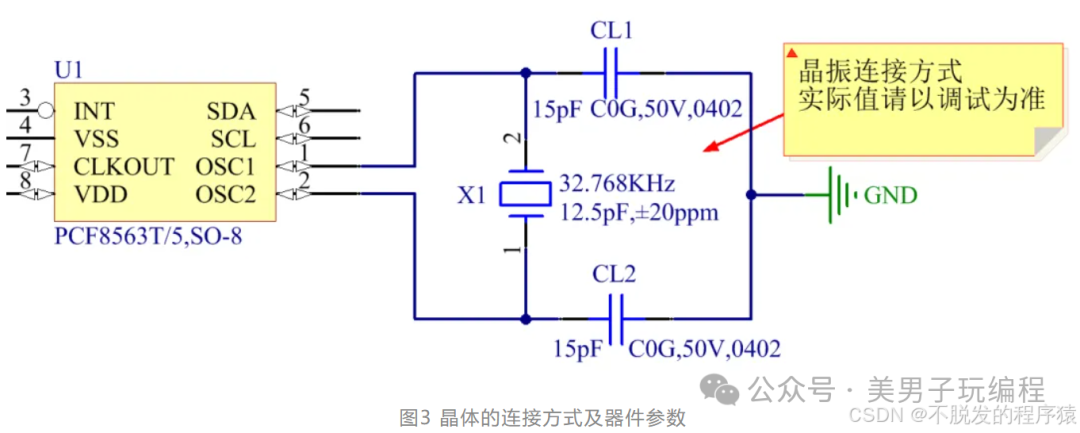 U1
3 INT SDA 5
4 VSS SCL 6
7 CLKOUT OSC1 1
8 VDD OSC2 2
PCF8563T/5,SO-8
CL1
15pF C0G,50V,0402
2
X1
32.768KHz
12.5pF,±20ppm
1
CL2
15pF C0G,50V,0402
晶振连接方式
实际值请以调试为准
GND
公众号 · 美男子玩编程
图3 晶体的连接方式及器件参数
CSDN @不脱发的程序猿